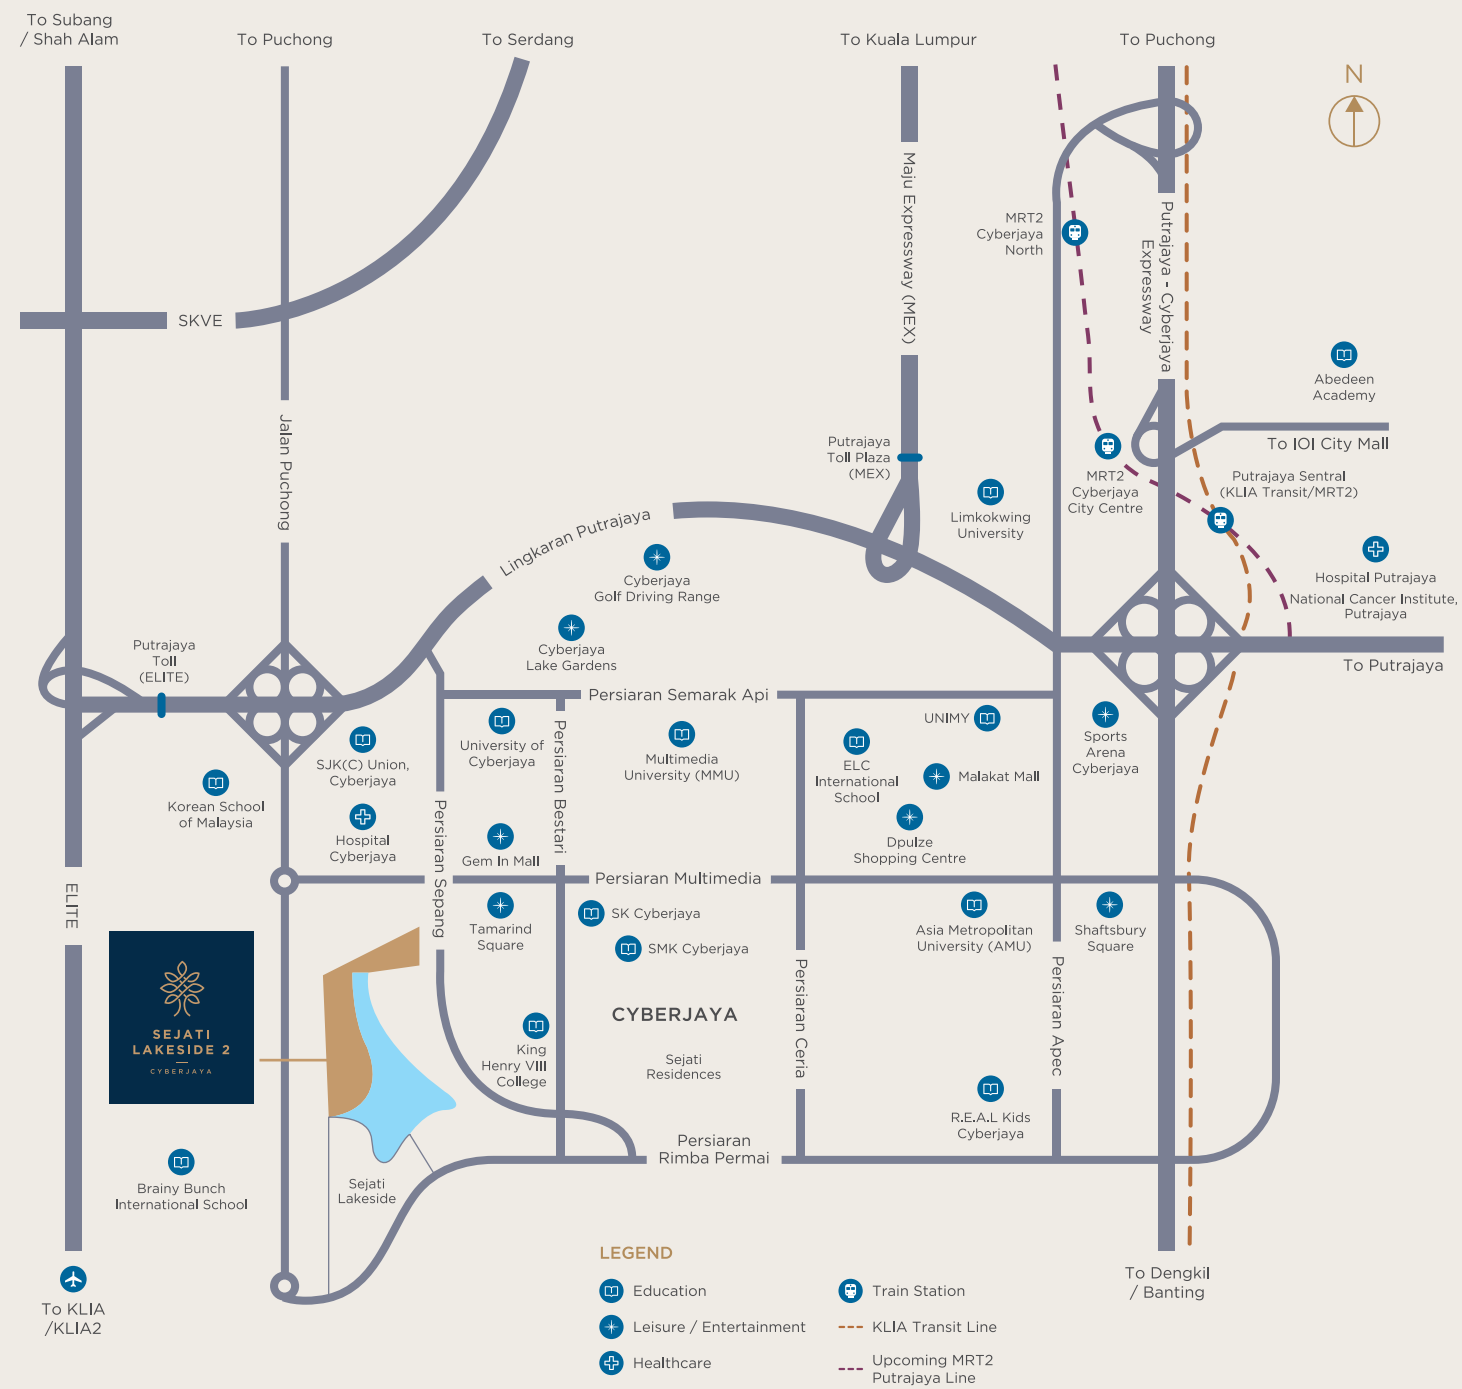 To Subang
/ Shah Alam
To Puchong
To Serdang
To Kuala Lumpur
To Puchong
N
MRT2
Cyberjaya
North
Maju Expressway (MEX)
Putrajaya - Cyberjaya
Expressway
SKVE
Abedeen
Academy
Jalan Puchong
Putrajaya
Toll Plaza
(MEX)
To IOI City Mall
MRT2
Cyberjaya
City Centre
Putrajaya Sentral
(KLIA Transit/MRT2)
Limkokwing
University
Lingkaran Putrajaya
Cyberjaya
Golf Driving Range
Hospital Putrajaya
National Cancer Institute,
Putrajaya
Cyberjaya
Lake Gardens
Putrajaya
Toll
(ELITE)
To Putrajaya
Persiaran Semarak Api
UNIMY
Sports
Arena
Cyberjaya
University of
Cyberjaya
Persiaran Bestari
Multimedia
University (MMU)
ELC
International
School
Malakat Mall
SJK(C) Union,
Cyberjaya
Korean School
of Malaysia
Persiaran Sepang
Hospital
Cyberjaya
Gem In Mall
Dpulze
Shopping Centre
ELITE
Persiaran Multimedia
Tamarind
Square
SK Cyberjaya
SMK Cyberjaya
Asia Metropolitan
University (AMU)
Shaftsbury
Square
Persiaran Ceria
Persiaran Apec
SEJATI
LAKESIDE 2
CYBERJAYA
CYBERJAYA
King
Henry VIII
College
Sejati
Residences
R.E.A.L Kids
Cyberjaya
Persiaran
Rimba Permai
Brainy Bunch
International School
Sejati
Lakeside
To KLIA
/KLIA2
To Dengkil
/ Banting
LEGEND
Education
Train Station
Leisure / Entertainment
KLIA Transit Line
Healthcare
Upcoming MRT2
Putrajaya Line